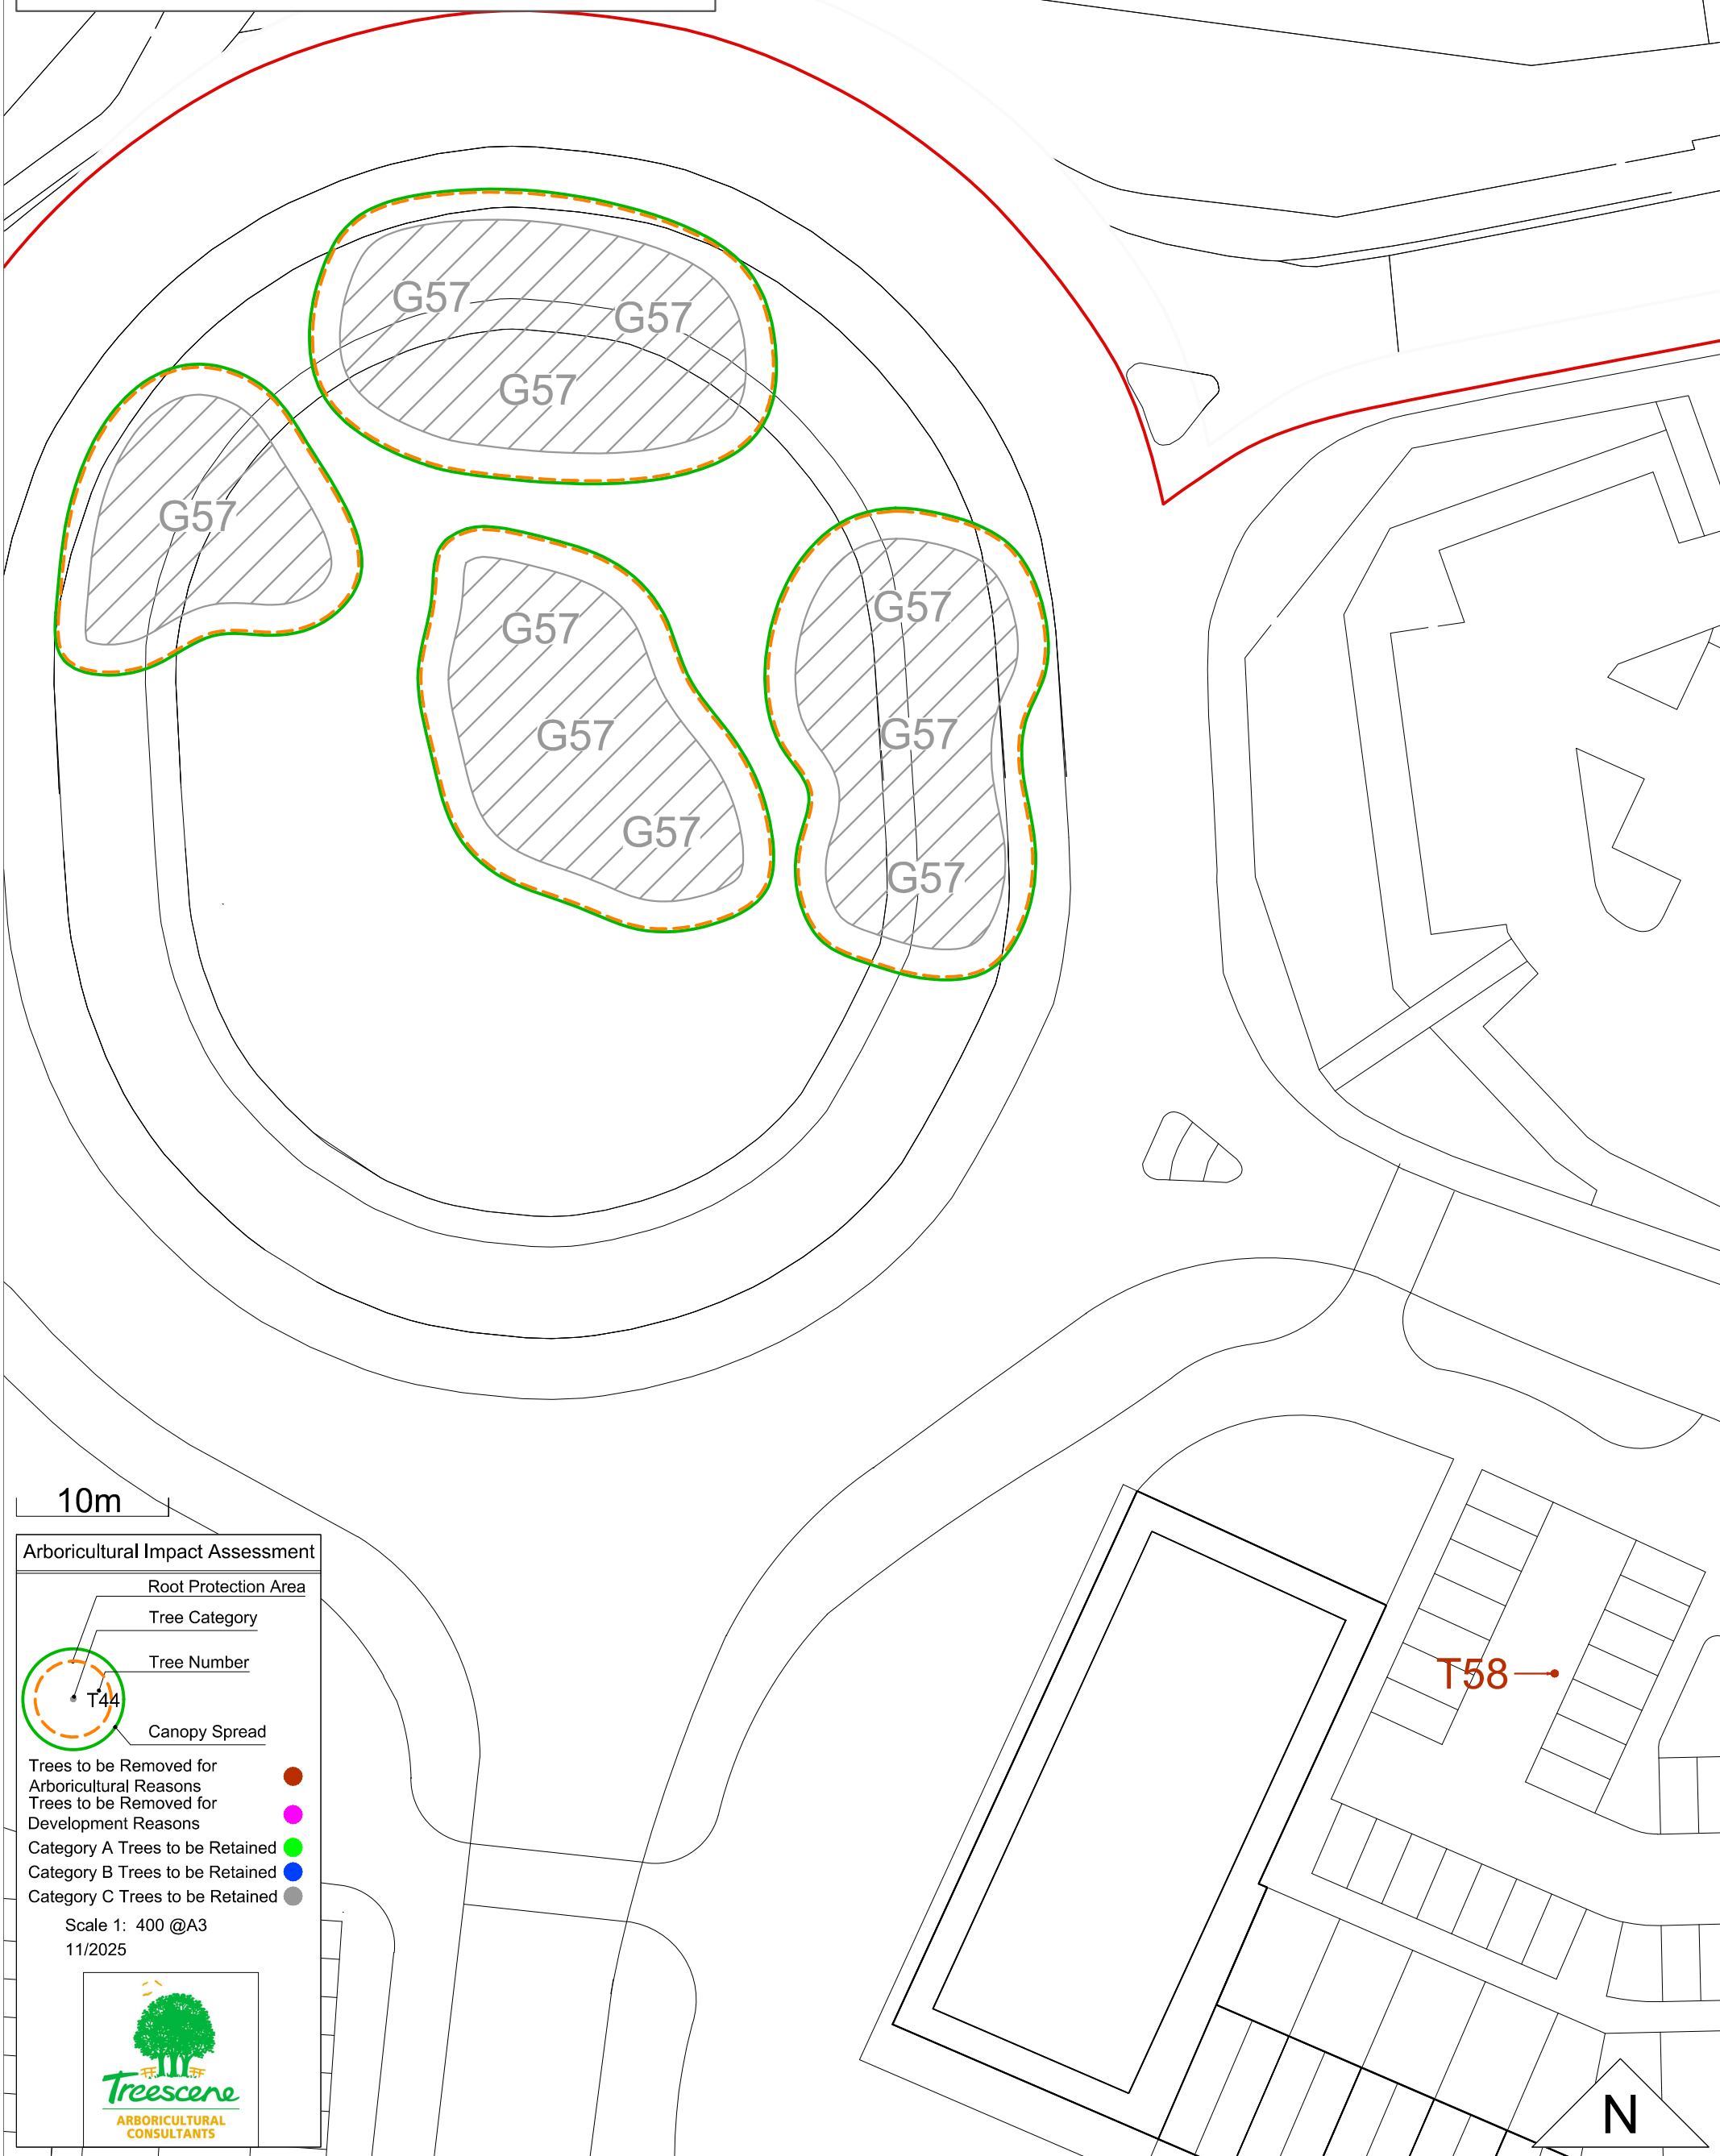 G57
G57
G57
G57
G57
G57
G57
G57
G57
G57
10m
Arboricultural Impact Assessment
Root Protection Area
Tree Category
Tree Number
T44
Canopy Spread
Trees to be Removed for
Arboricultural Reasons
Trees to be Removed for
Development Reasons
Category A Trees to be Retained
Category B Trees to be Retained
Category C Trees to be Retained
Scale 1: 400 @A3
11/2025
Treescene
ARBORICULTURAL
CONSULTANTS
T58
N